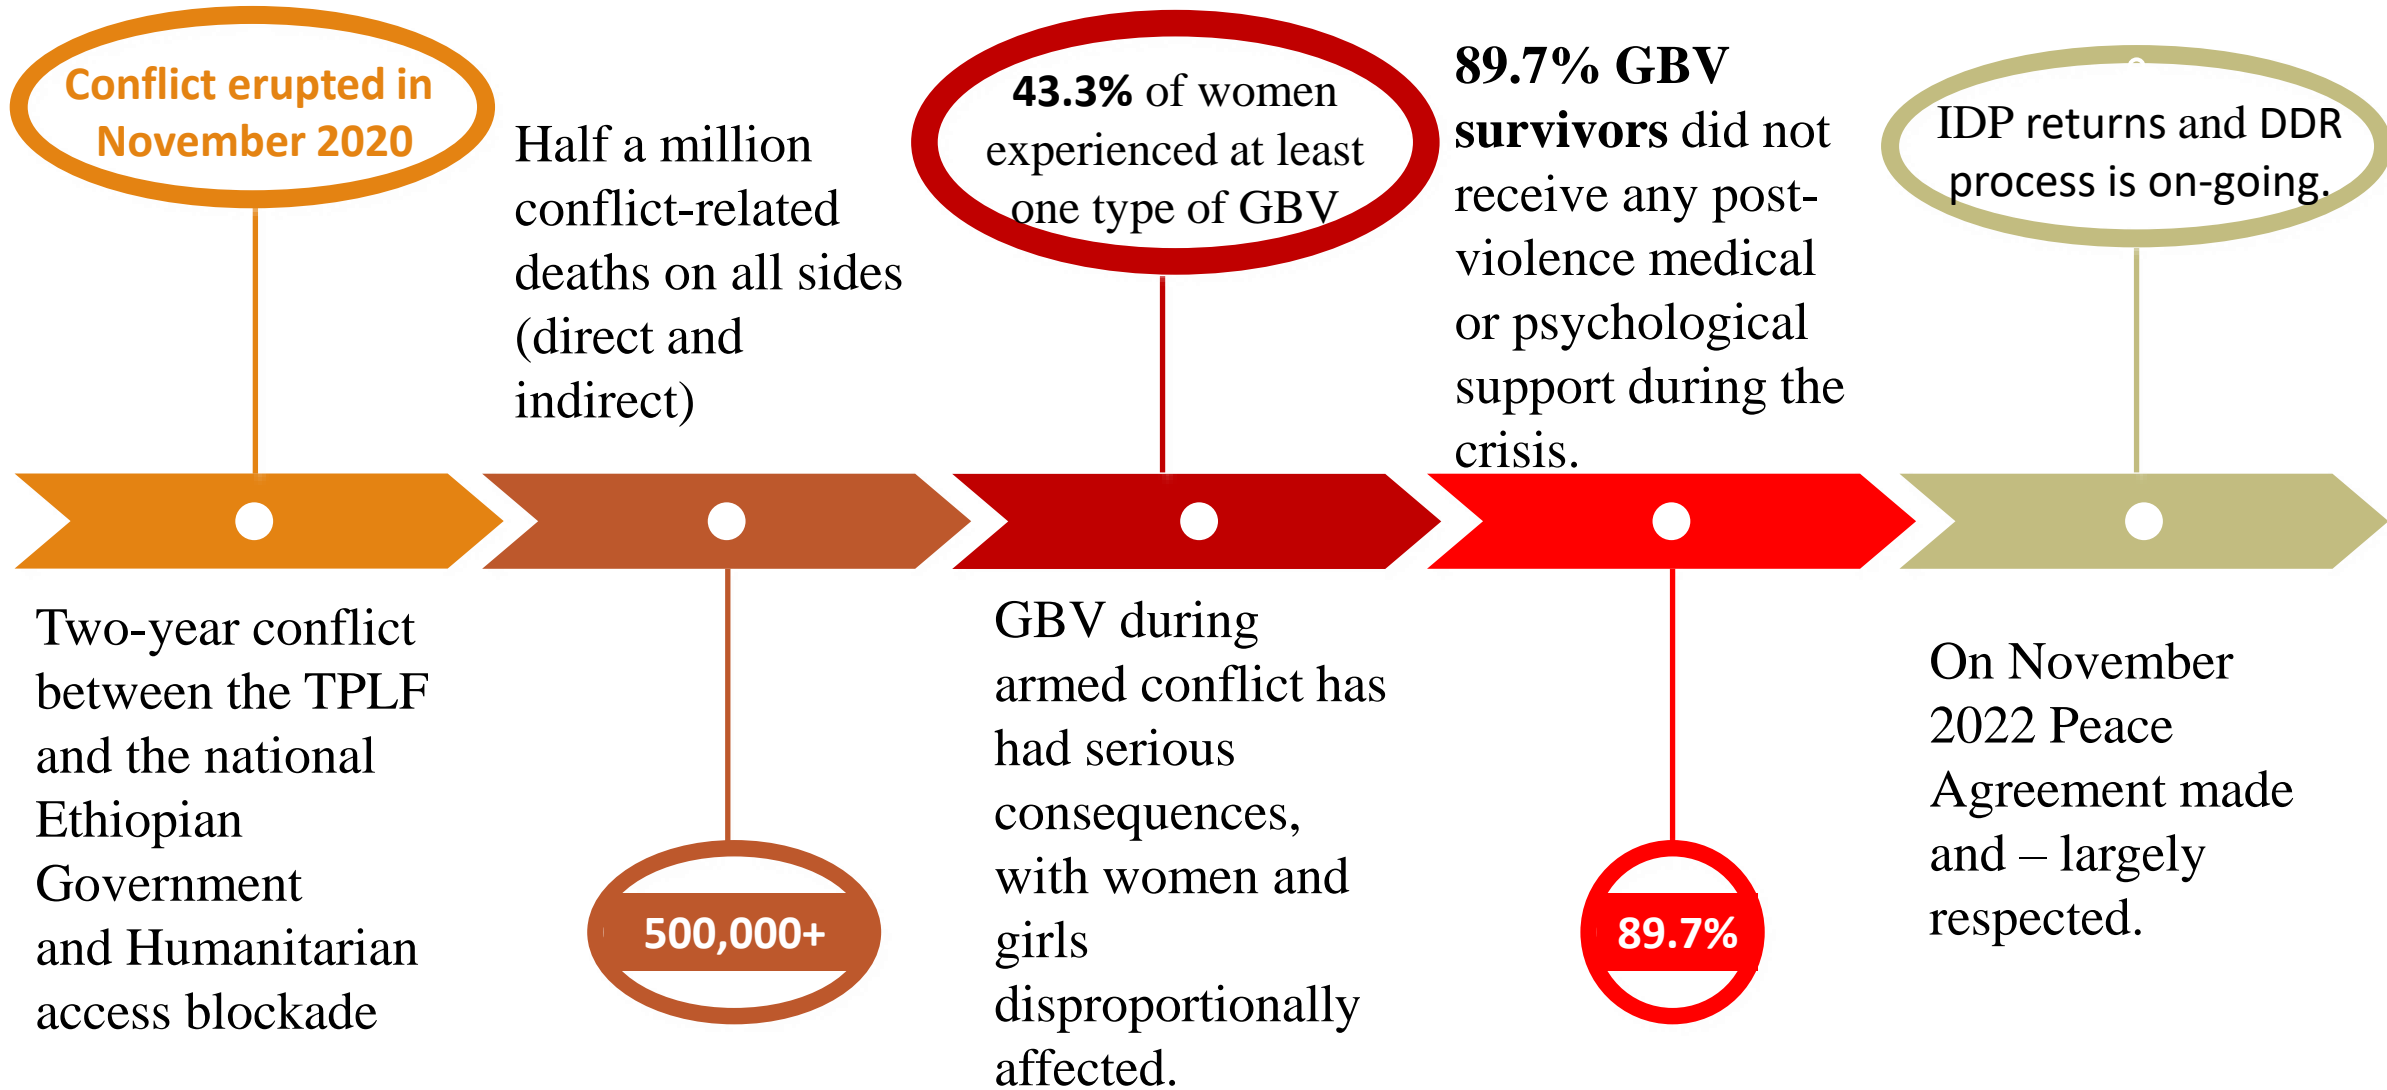 Conflict erupted in
November 2020
Two-year conflict
between the TPLF
and the national
Ethiopian
Government
and Humanitarian
access blockade
Half a million
conflict-related
deaths on all sides
(direct and
indirect)
500,000+
43.3% of women
experienced at least
one type of GBV
GBV during
armed conflict has
had serious
consequences,
with women and
girls
disproportionally
affected.
89.7% GBV
survivors did not
receive any post-
violence medical
or psychological
support during the
crisis.
89.7%
IDP returns and DDR
process is on-going.
On November
2022 Peace
Agreement made
and – largely
respected.